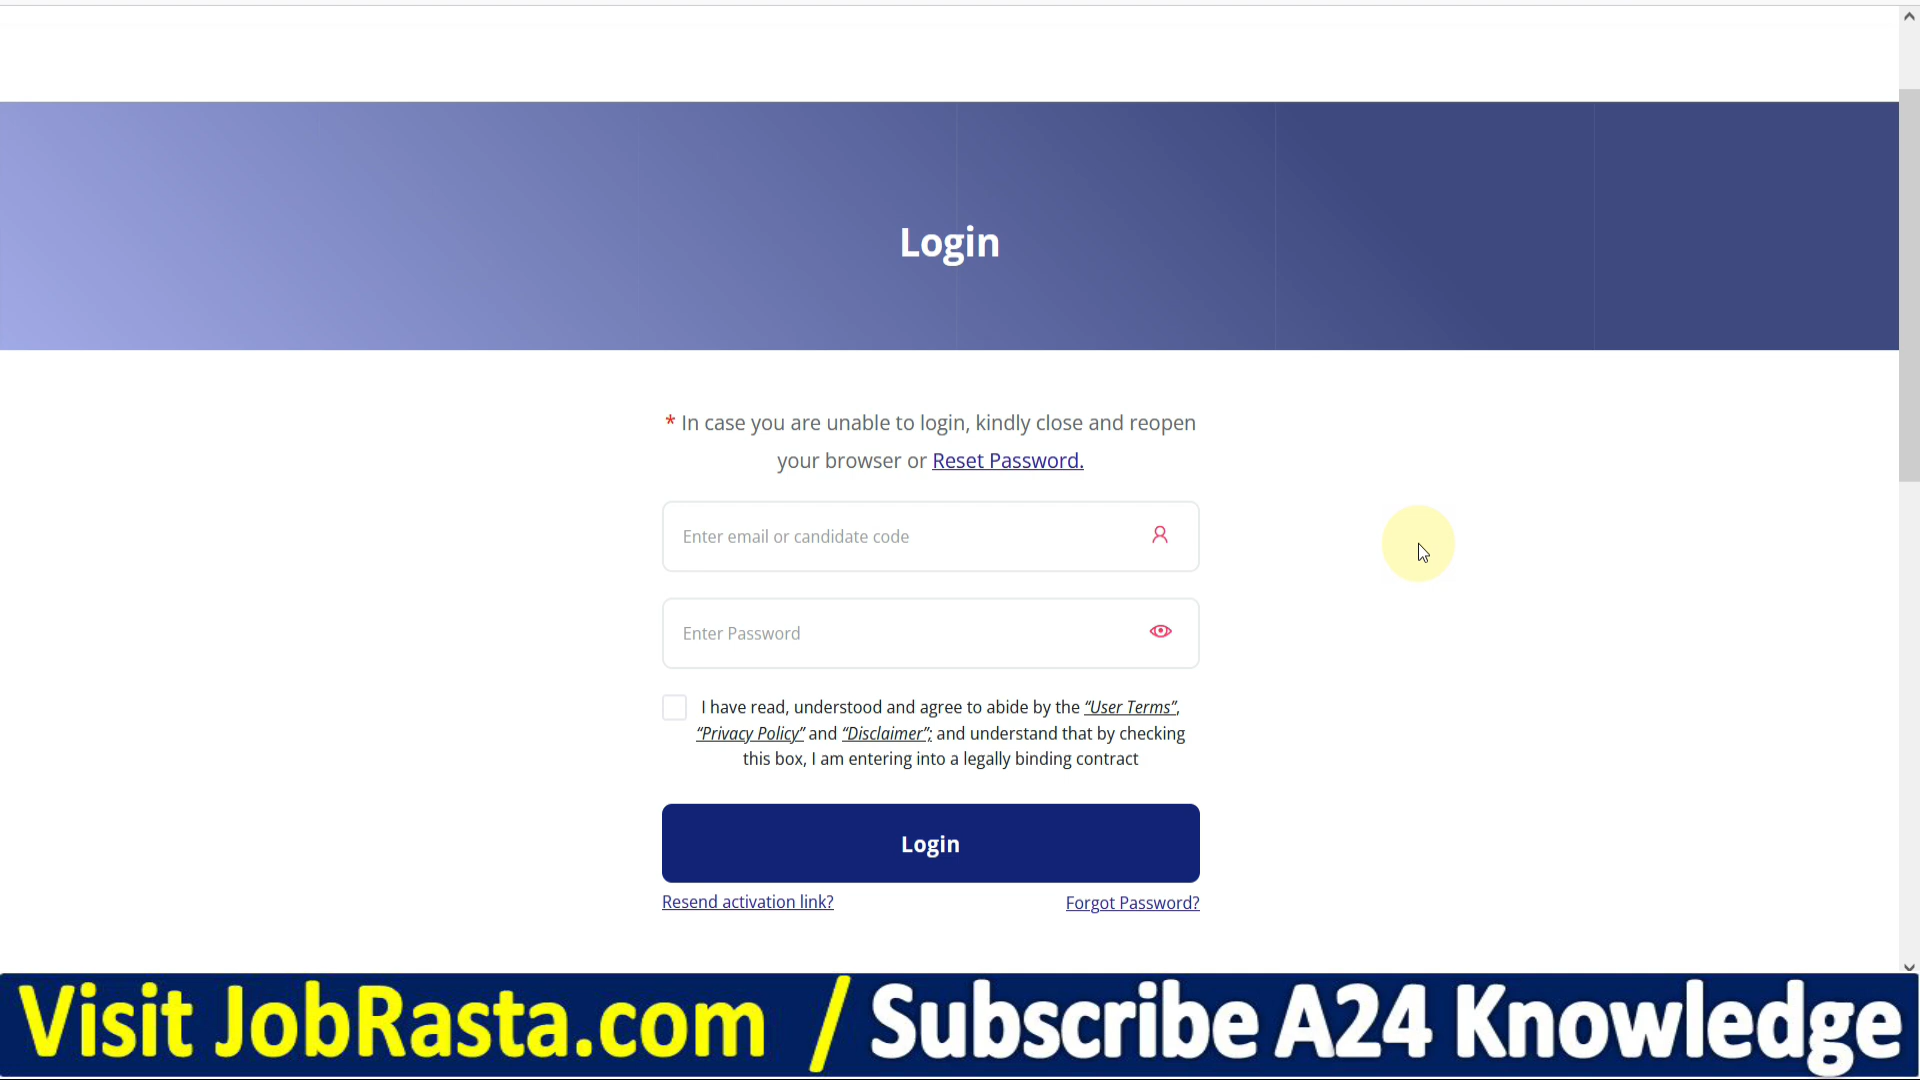 Login
* In case you are unable to login, kindly close and reopen
your browser or Reset Password.
Enter email or candidate code
Enter Password
I have read, understood and agree to abide by the “User Terms”,
“Privacy Policy” and “Disclaimer”; and understand that by checking
this box, I am entering into a legally binding contract
Login
Resend activation link?
Forgot Password?
Visit JobRasta.com / Subscribe A24 Knowledge